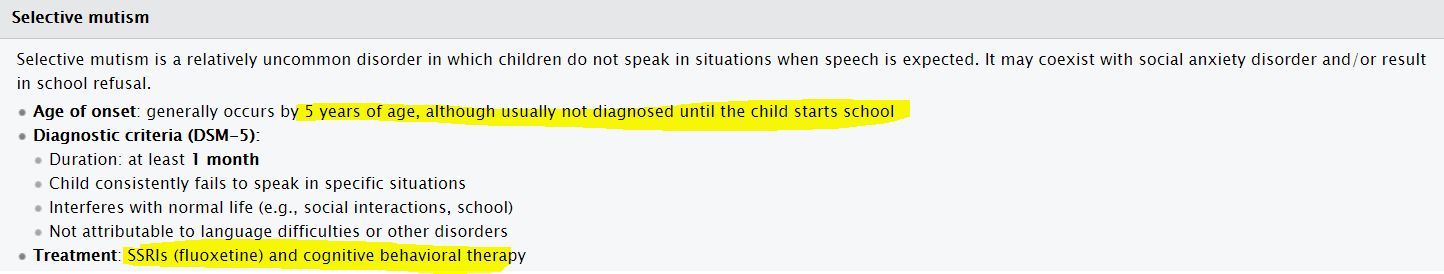 Selective mutism
Selective mutism is a relatively uncommon disorder in which children do not speak in situations when speech is expected. It may coexist with social anxiety disorder and/or result
in school refusal.
Age of onset: generally occurs by 5 years of age, although usually not diagnosed until the child starts school
Diagnostic criteria (DSM-5):
Duration: at least 1 month
Child consistently fails to speak in specific situations
Interferes with normal life (e.g., social interactions, school)
Not attributable to language difficulties or other disorders
Treatment: SSRIs (fluoxetine) and cognitive behavioral therapy